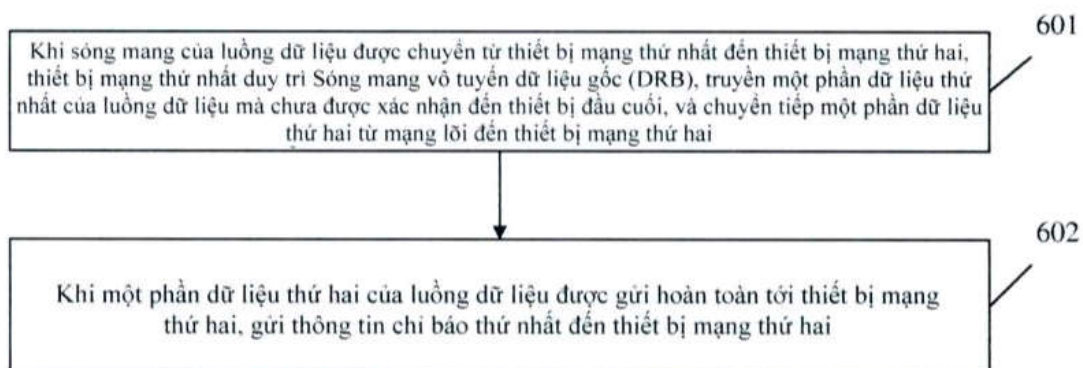 601
Khi sóng mang của luồng dữ liệu được chuyển từ thiết bị mạng thứ nhất đến thiết bị mạng thứ hai,
thiết bị mạng thứ nhất duy trì Sóng mang vô tuyến dữ liệu gốc (DRB), truyền một phần dữ liệu thứ
nhất của luồng dữ liệu mà chưa được xác nhận đến thiết bị đầu cuối, và chuyển tiếp một phần dữ liệu
thứ hai từ mạng lõi đến thiết bị mạng thứ hai
602
Khi một phần dữ liệu thứ hai của luồng dữ liệu được gửi hoàn toàn tới thiết bị mạng
thứ hai, gửi thông tin chỉ báo thứ nhất đến thiết bị mạng thứ hai